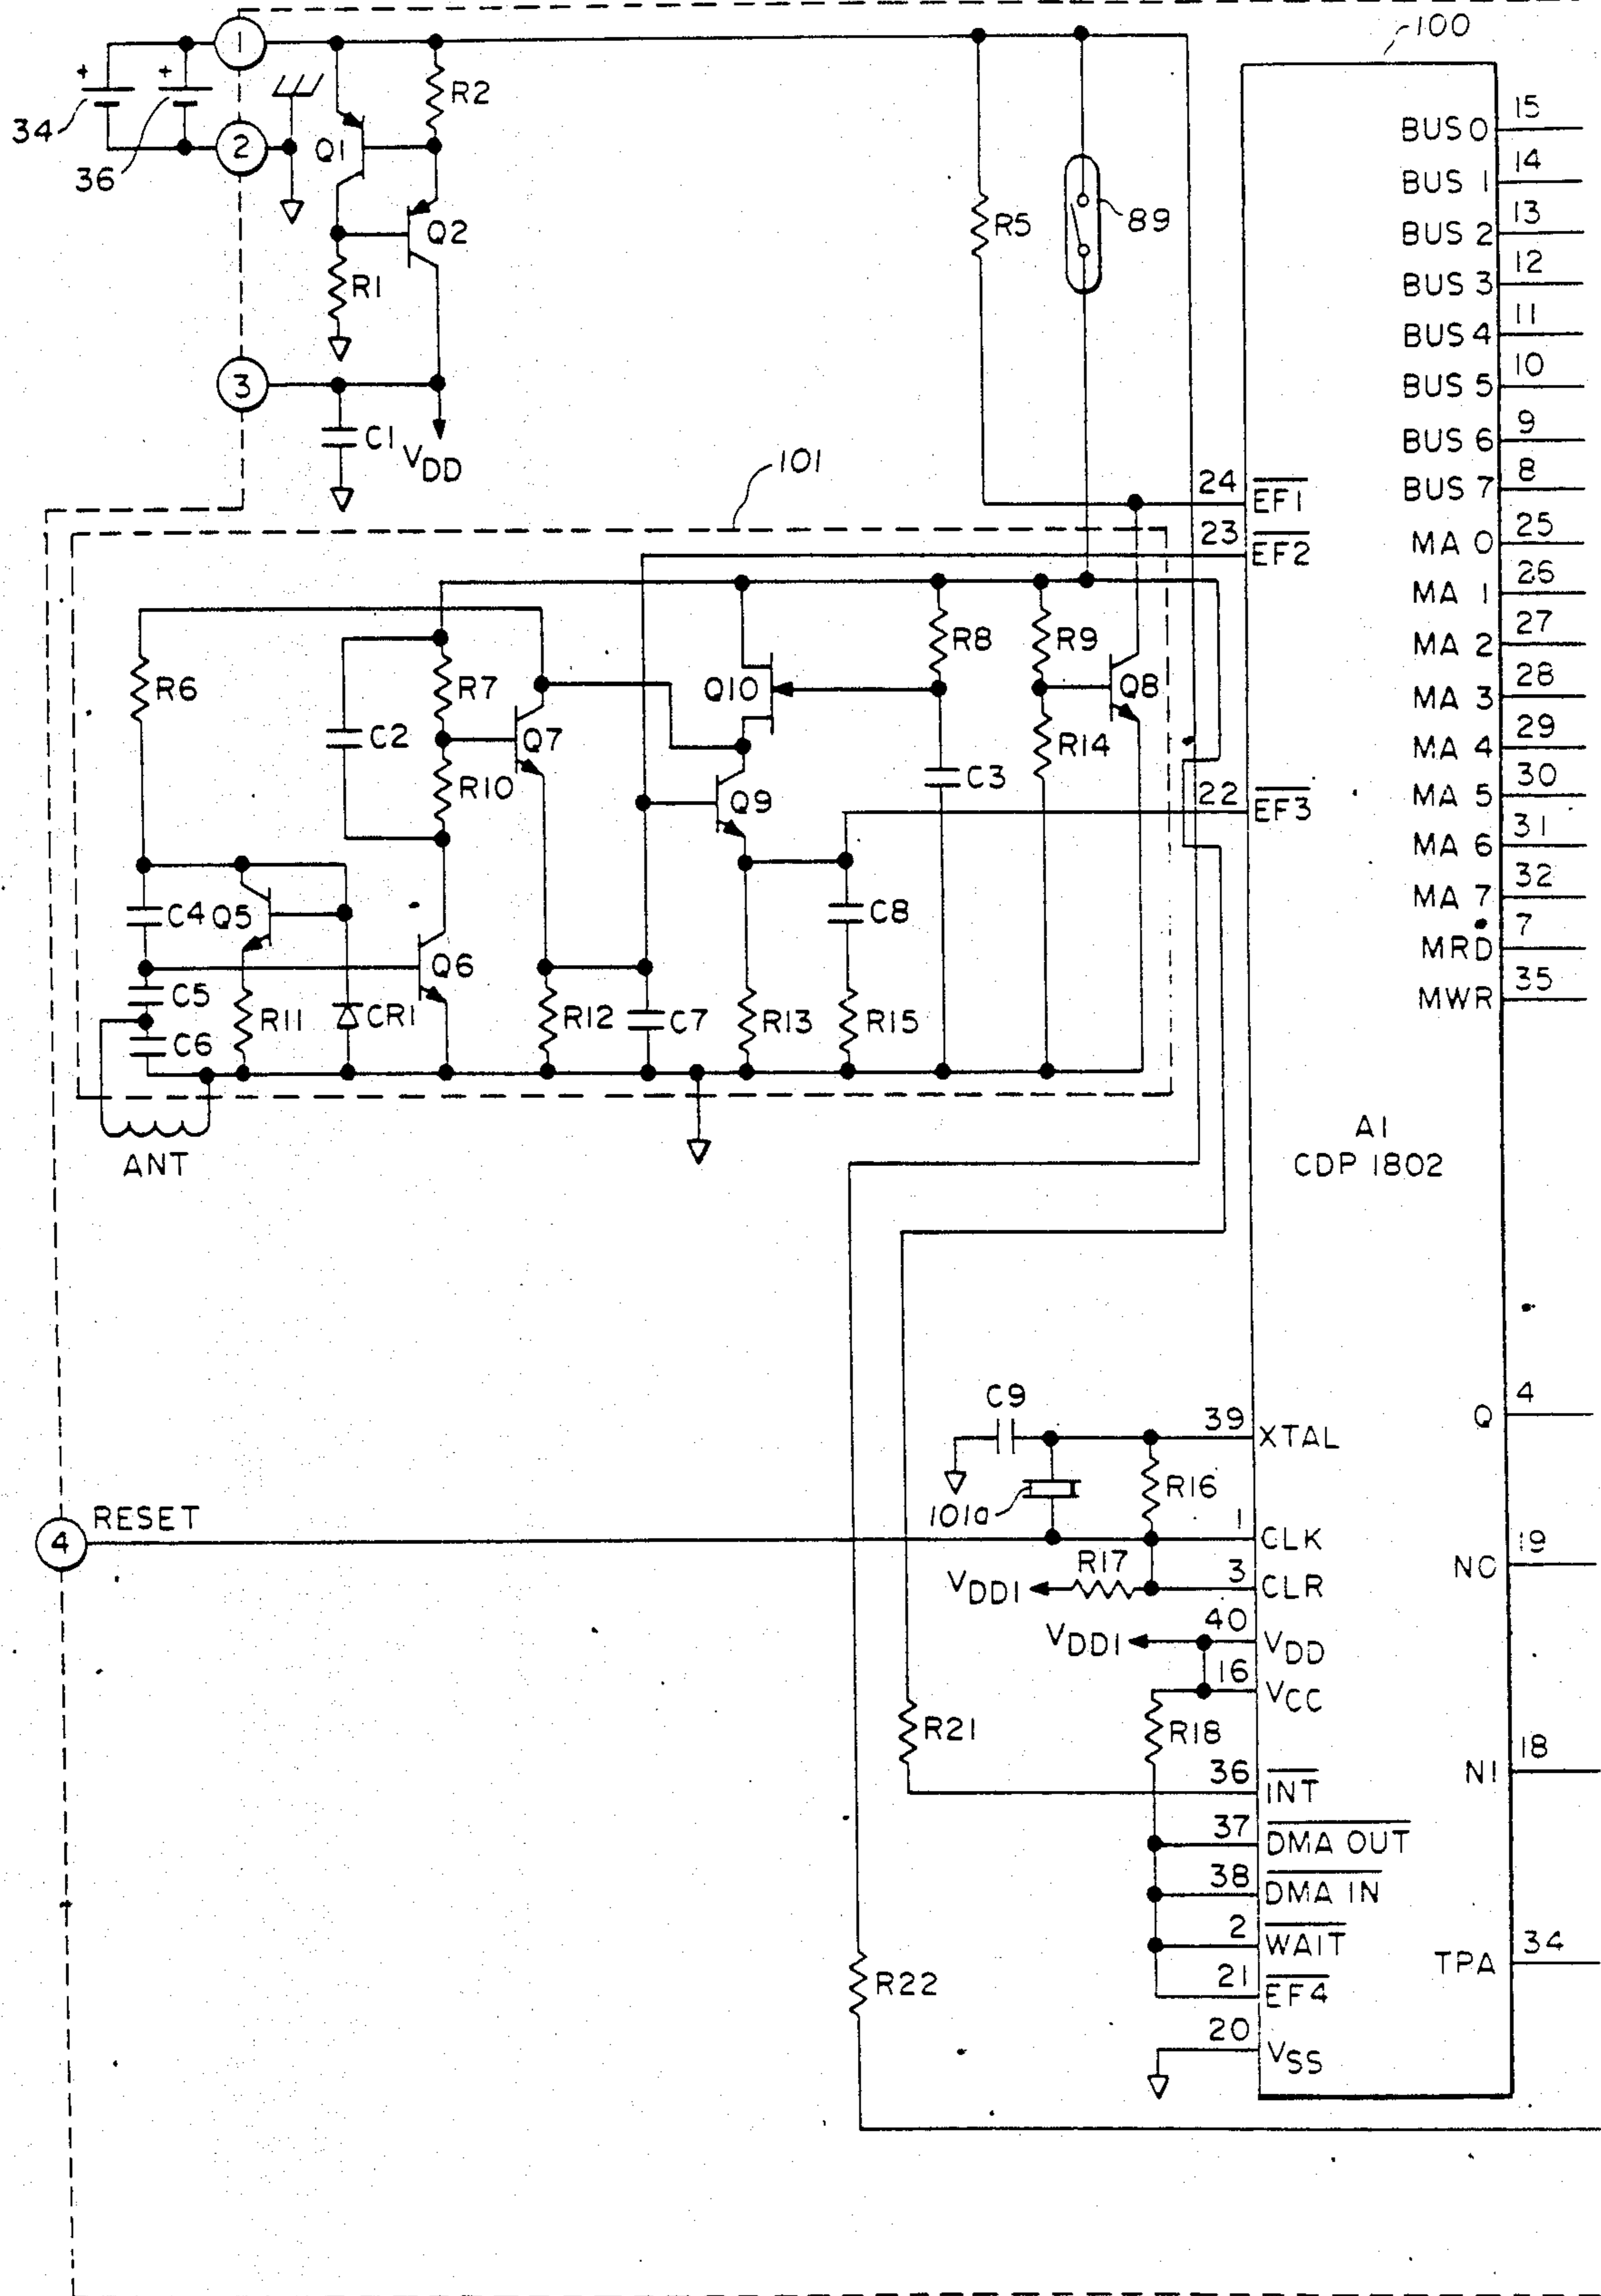 100
1
+
+
R2
34
2
Q1
36
Q2
R1
3
C1
VDD
R5
89
BUS 0 15
BUS 1 14
BUS 2 13
BUS 3 12
BUS 4 11
BUS 5 10
BUS 6 9
BUS 7 8
MA 0 25
MA 1 26
MA 2 27
MA 3 28
MA 4 29
MA 5 30
MA 6 31
MA 7 32
MRD 7
MWR 35
101
24 EF1
23 EF2
22 EF3
R6
C2
R7
Q7
R10
Q10
R8
R9
Q8
R14
Q9
C3
C4
Q5
Q6
C8
C5
R11
CR1
R12
C7
R13
R15
C6
ANT
A1
CDP 1802
C9
39 XTAL
101a
R16
4
RESET
1 CLK
R17
VDD1
3 CLR
VDD1
40 VDD
16 VCC
R21
R18
36 INT
37 DMA OUT
38 DMA IN
2 WAIT
21 EF4
R22
20 VSS
Q 4
NO 19
NI 18
TPA 34